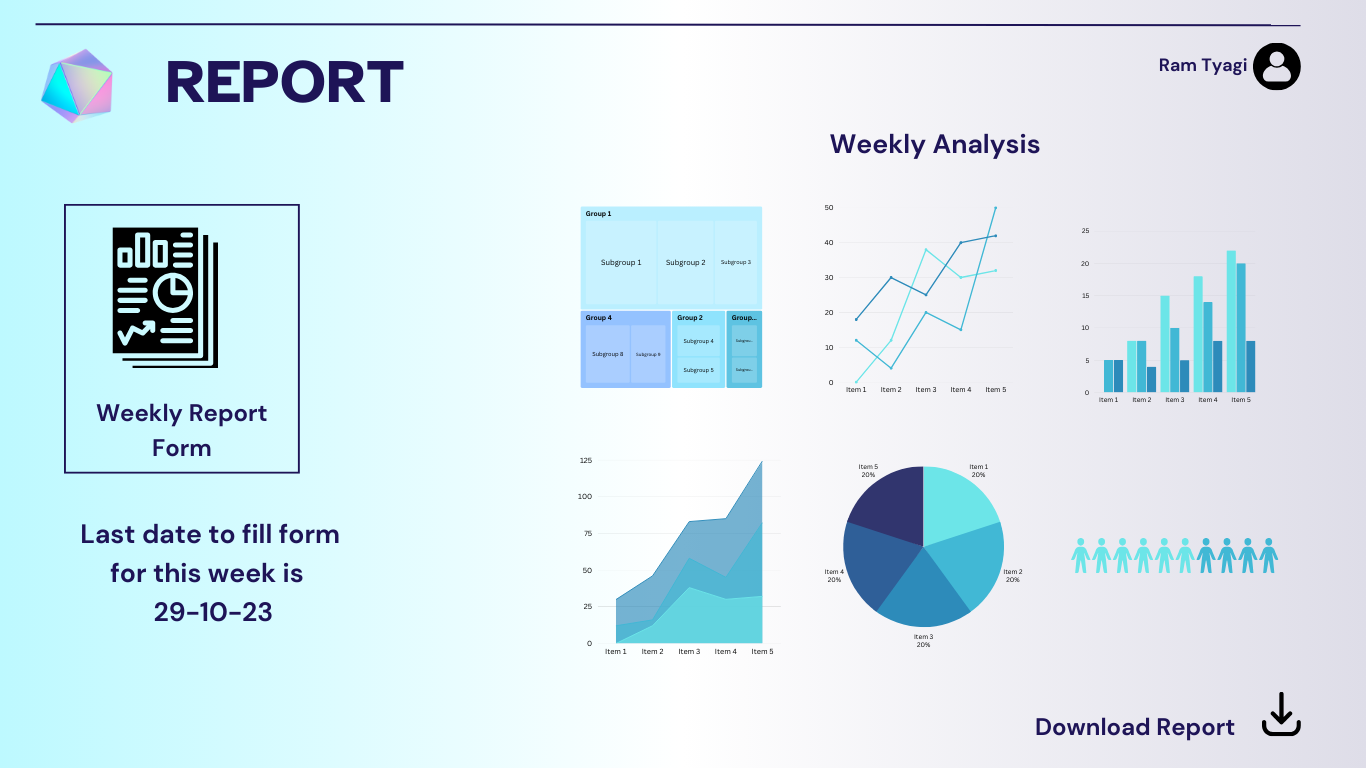 REPORT
Ram Tyagi
Weekly Analysis
Weekly Report
Form
Last date to fill form
for this week is
29-10-23
Group 1
Subgroup 1
Subgroup 2
Subgroup 3
Group 4
Subgroup 8
Subgroup 9
Group 2
Subgroup 4
Subgroup 5
Group...
Subgrou...
Subgrou...
50
40
30
20
10
0
Item 1 Item 2 Item 3 Item 4 Item 5
25
20
15
10
5
0
Item 1 Item 2 Item 3 Item 4 Item 5
125
100
75
50
25
0
Item 1 Item 2 Item 3 Item 4 Item 5
Item 5
20%
Item 1
20%
Item 4
20%
Item 2
20%
Item 3
20%
Download Report